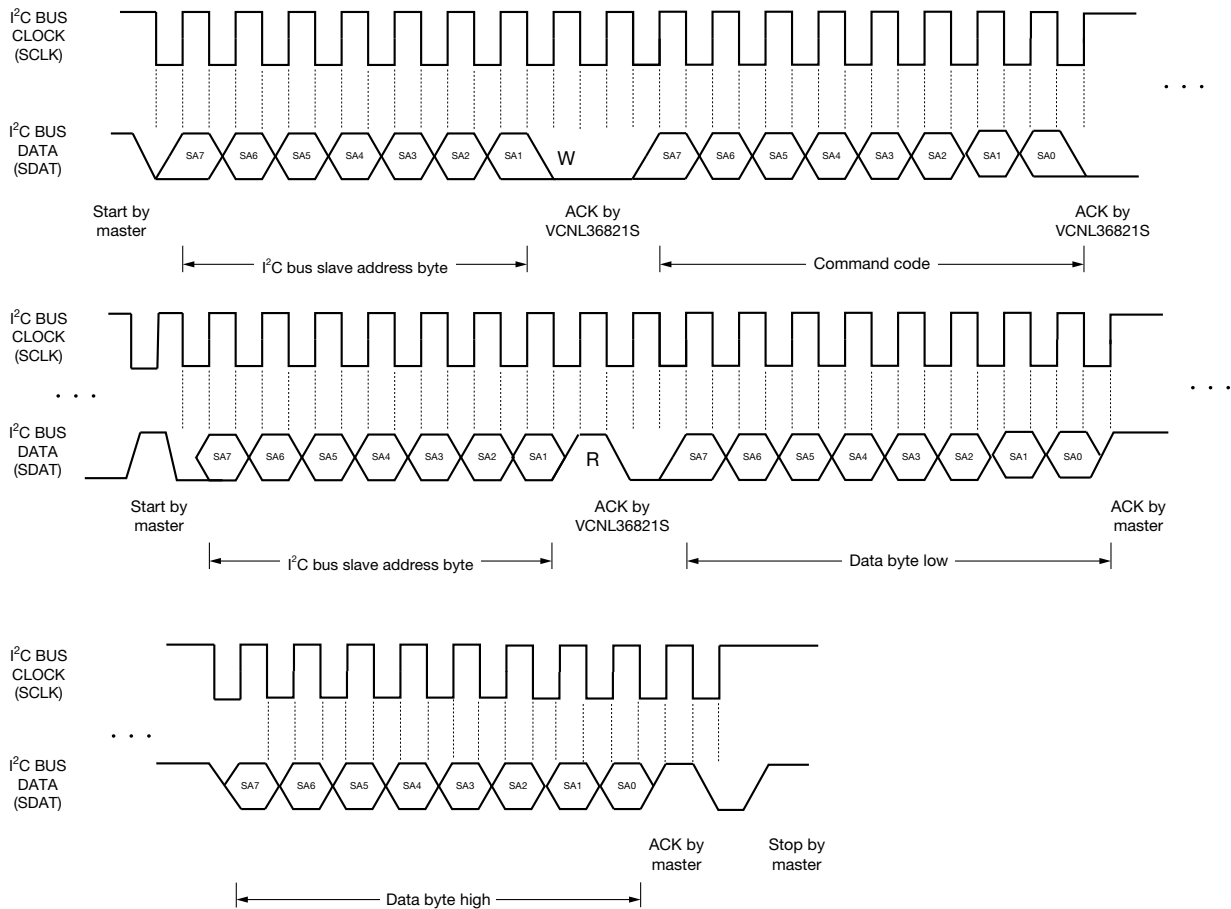 I²C BUS
CLOCK
(SCLK)
. . .
I²C BUS
DATA
(SDAT)
SA7 SA6 SA5 SA4 SA3 SA2 SA1 W SA7 SA6 SA5 SA4 SA3 SA2 SA1 SA0
Start by
master
ACK by
VCNL36821S
ACK by
VCNL36821S
I²C bus slave address byte
Command code
I²C BUS
CLOCK
(SCLK)
. . .
. . .
I²C BUS
DATA
(SDAT)
SA7 SA6 SA5 SA4 SA3 SA2 SA1 R SA7 SA6 SA5 SA4 SA3 SA2 SA1 SA0
Start by
master
ACK by
VCNL36821S
ACK by
master
I²C bus slave address byte
Data byte low
I²C BUS
CLOCK
(SCLK)
. . .
I²C BUS
DATA
(SDAT)
SA7 SA6 SA5 SA4 SA3 SA2 SA1 SA0
ACK by
master
Stop by
master
Data byte high